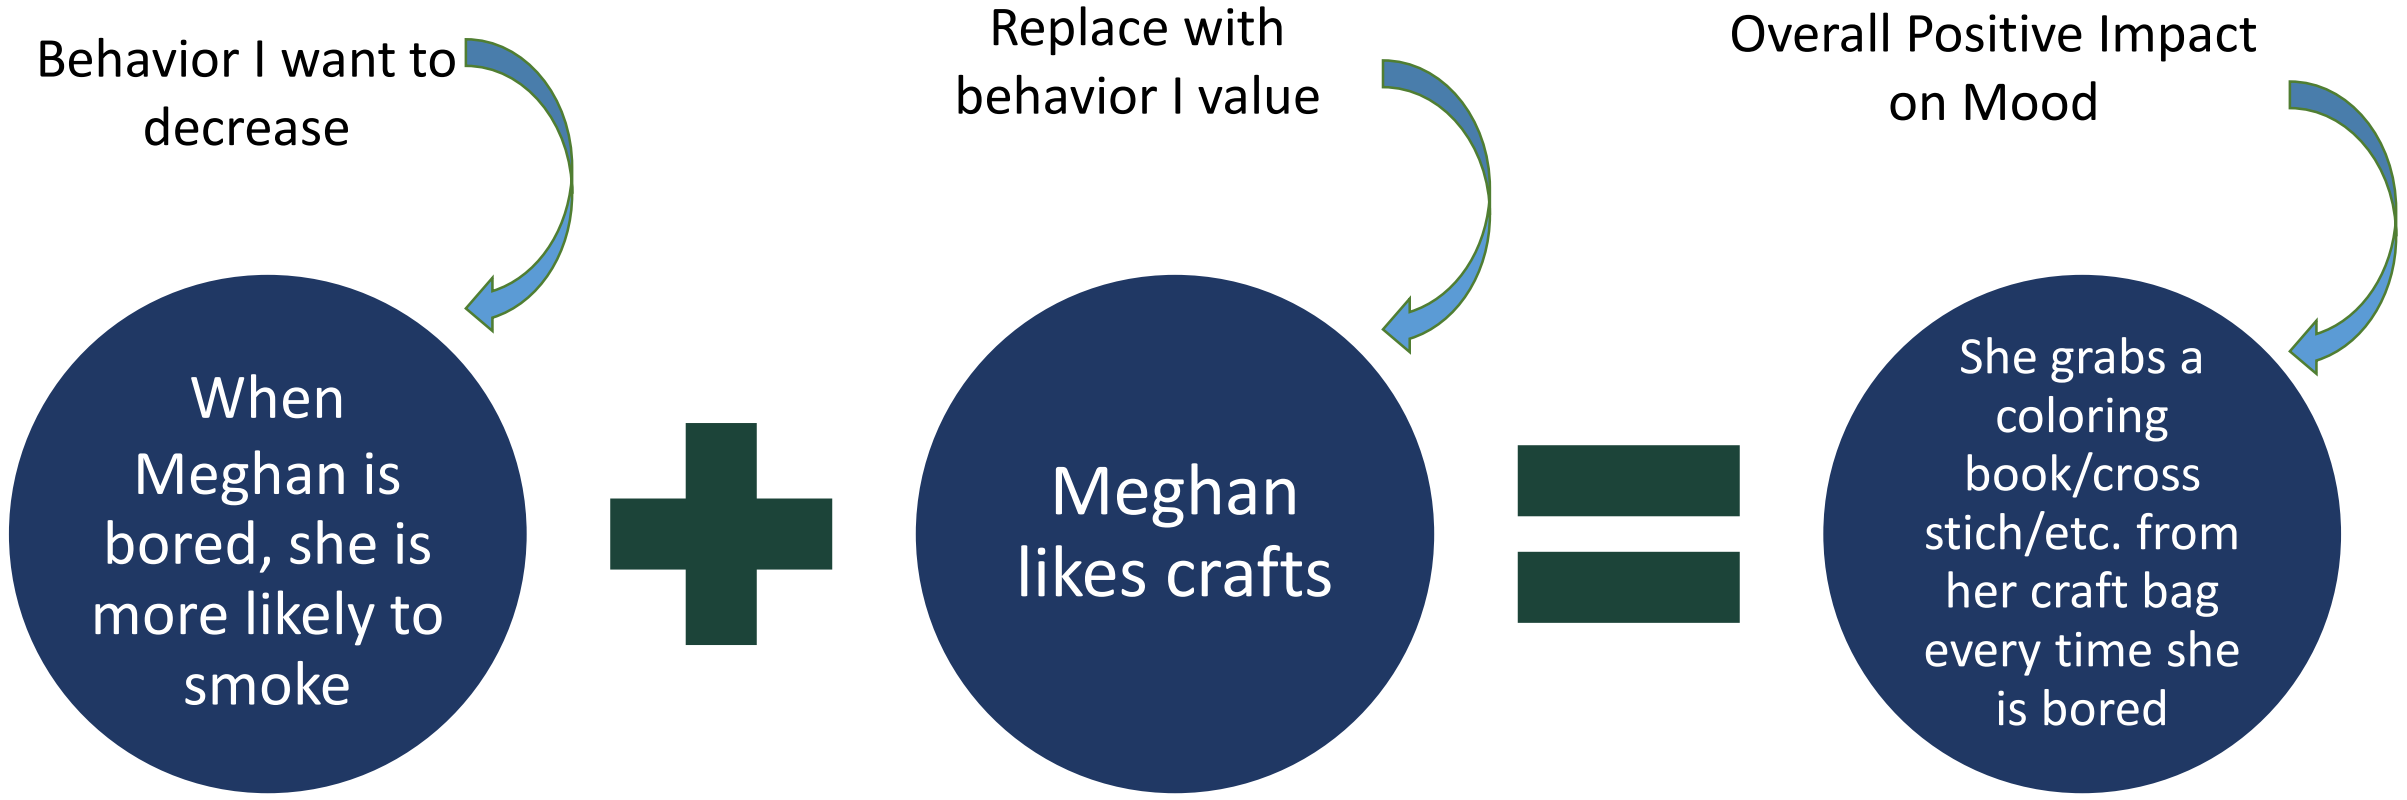 Behavior I want to
decrease
Replace with
behavior I value
Overall Positive Impact
on Mood
When
Meghan is
bored, she is
more likely to
smoke
Meghan
likes crafts
She grabs a
coloring
book/cross
stich/etc. from
her craft bag
every time she
is bored